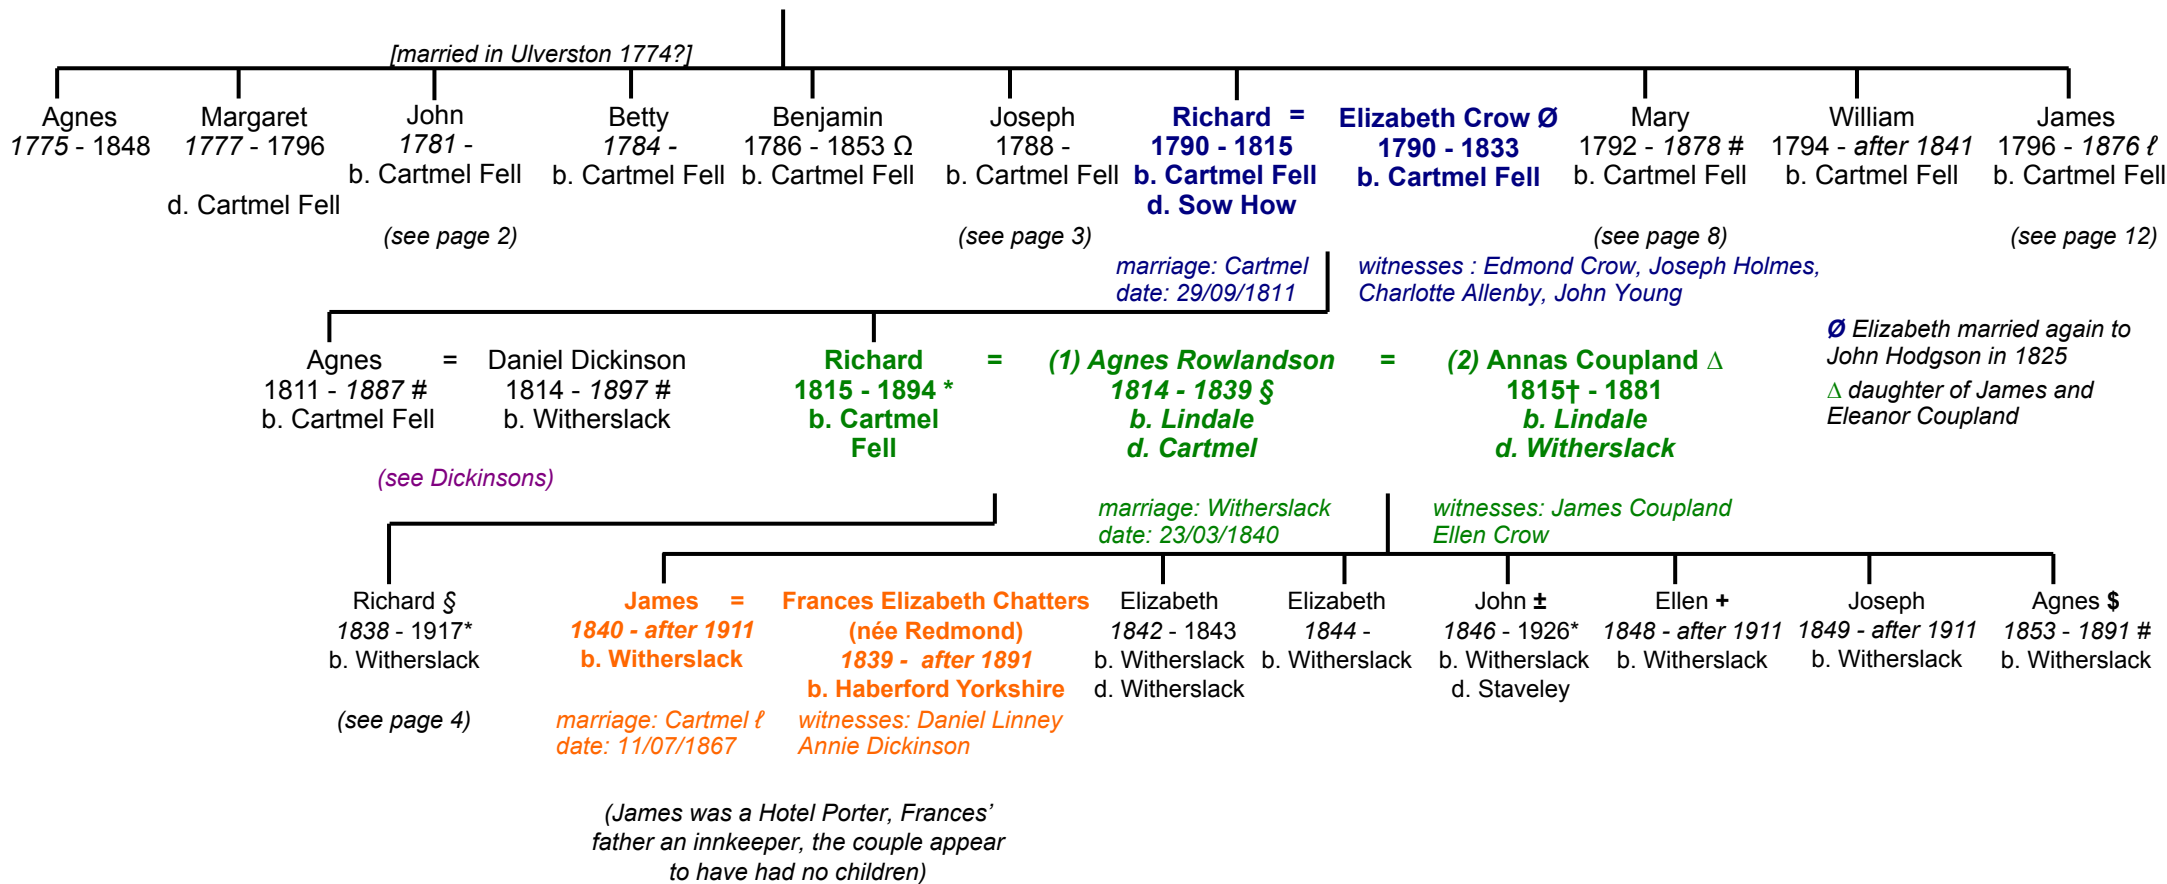 [married in Ulverston 1774?]
Agnes
1775 - 1848
Margaret
1777 - 1796
d. Cartmel Fell
John
1781 -
b. Cartmel Fell
(see page 2)
Betty
1784 -
b. Cartmel Fell
Benjamin
1786 - 1853 Ω
b. Cartmel Fell
Joseph
1788 -
b. Cartmel Fell
(see page 3)
Richard =
1790 - 1815
b. Cartmel Fell
d. Sow How
Elizabeth Crow Ø
1790 - 1833
b. Cartmel Fell
Mary
1792 - 1878 #
b. Cartmel Fell
(see page 8)
William
1794 - after 1841
b. Cartmel Fell
James
1796 - 1876 ℓ
b. Cartmel Fell
(see page 12)
marriage: Cartmel
date: 29/09/1811
witnesses : Edmond Crow, Joseph Holmes,
Charlotte Allenby, John Young
Ø Elizabeth married again to
John Hodgson in 1825
∆ daughter of James and
Eleanor Coupland
Agnes =
1811 - 1887 #
b. Cartmel Fell
Daniel Dickinson
1814 - 1897 #
b. Witherslack
(see Dickinsons)
Richard =
1815 - 1894 *
b. Cartmel
Fell
(1) Agnes Rowlandson =
1814 - 1839 §
b. Lindale
d. Cartmel
(2) Annas Coupland ∆
1815† - 1881
b. Lindale
d. Witherslack
marriage: Witherslack
date: 23/03/1840
witnesses: James Coupland
Ellen Crow
Richard §
1838 - 1917*
b. Witherslack
(see page 4)
James =
1840 - after 1911
b. Witherslack
Frances Elizabeth Chatters
(née Redmond)
1839 - after 1891
b. Haberford Yorkshire
marriage: Cartmel ℓ
date: 11/07/1867
witnesses: Daniel Linney
Annie Dickinson
(James was a Hotel Porter, Frances’
father an innkeeper, the couple appear
to have had no children)
Elizabeth
1842 - 1843
b. Witherslack
d. Witherslack
Elizabeth
1844 -
b. Witherslack
John ±
1846 - 1926*
b. Witherslack
d. Staveley
Ellen +
1848 - after 1911
b. Witherslack
Joseph
1849 - after 1911
b. Witherslack
Agnes $
1853 - 1891 #
b. Witherslack